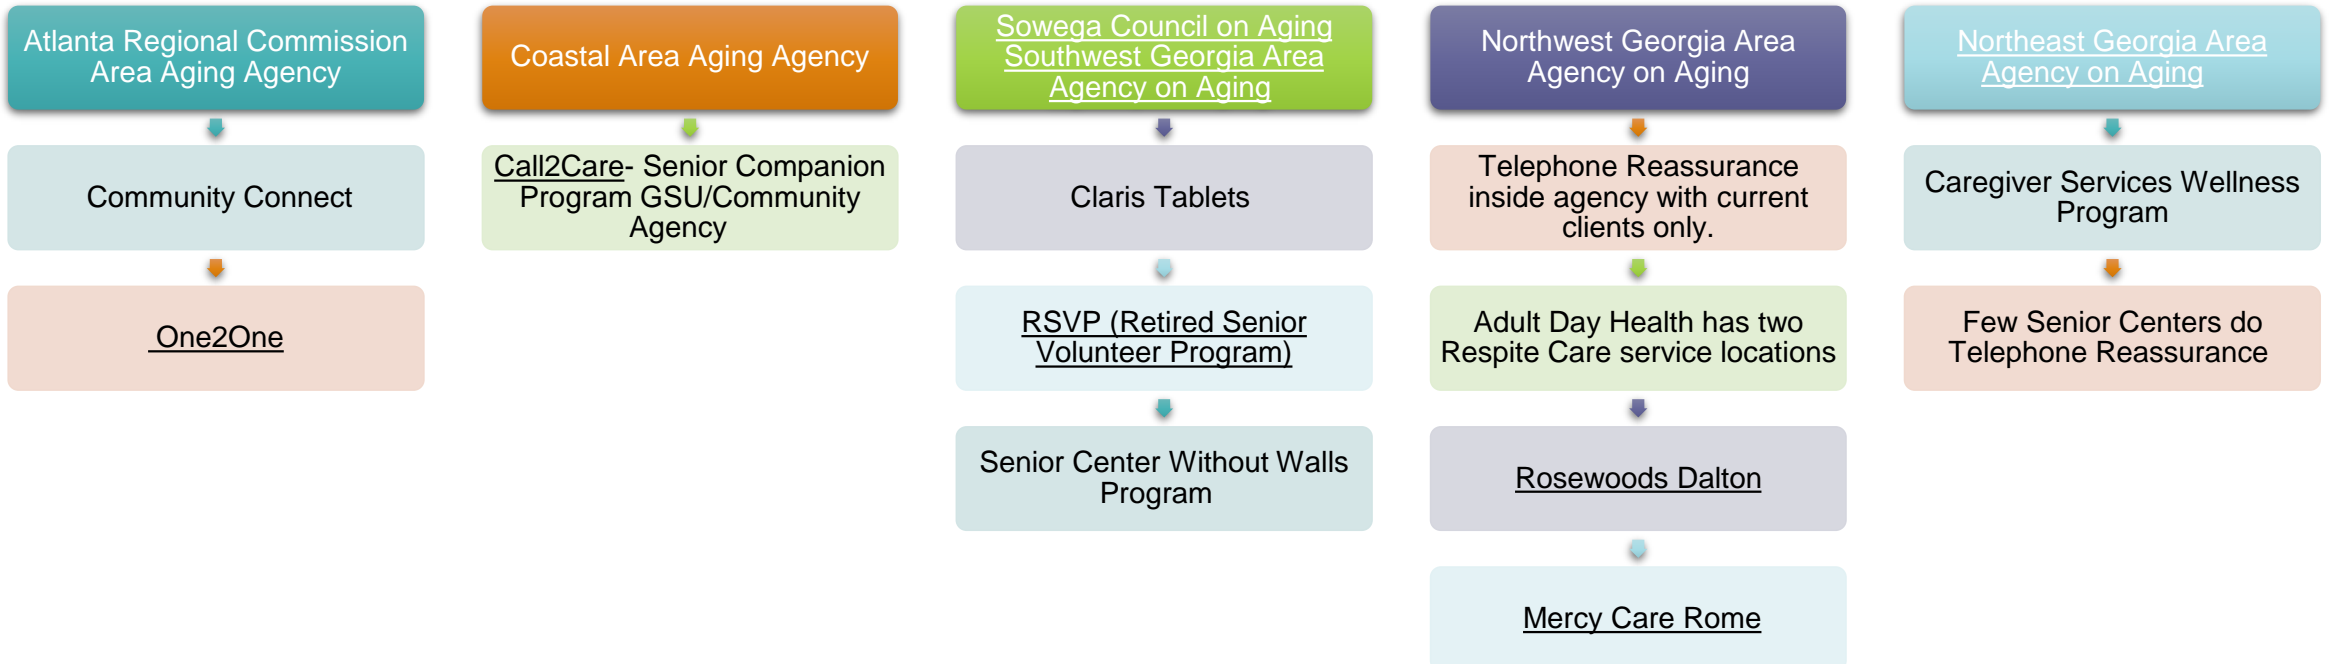 Atlanta Regional Commission
Area Aging Agency
Community Connect
One2One
Coastal Area Aging Agency
Call2Care- Senior Companion
Program GSU/Community
Agency
Sowega Council on Aging
Southwest Georgia Area
Agency on Aging
Claris Tablets
RSVP (Retired Senior
Volunteer Program)
Senior Center Without Walls
Program
Northwest Georgia Area
Agency on Aging
Telephone Reassurance
inside agency with current
clients only.
Adult Day Health has two
Respite Care service locations
Rosewoods Dalton
Mercy Care Rome
Northeast Georgia Area
Agency on Aging
Caregiver Services Wellness
Program
Few Senior Centers do
Telephone Reassurance